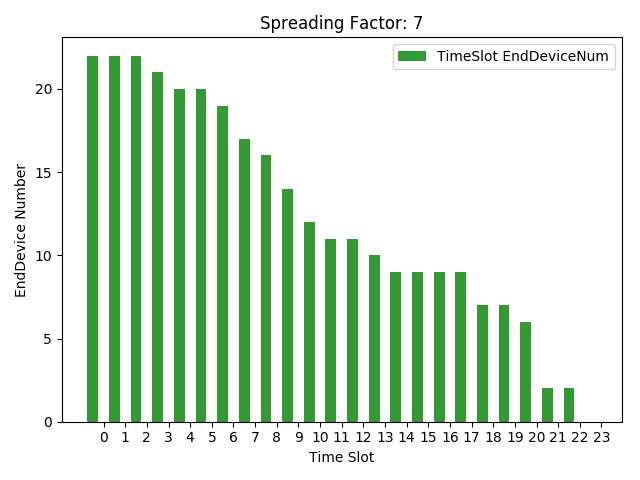 Spreading Factor: 7
TimeSlot EndDeviceNum
EndDevice Number
20
15
10
5
0
0 1 2 3 4 5 6 7 8 9 10 11 12 13 14 15 16 17 18 19 20 21 22 23
Time Slot